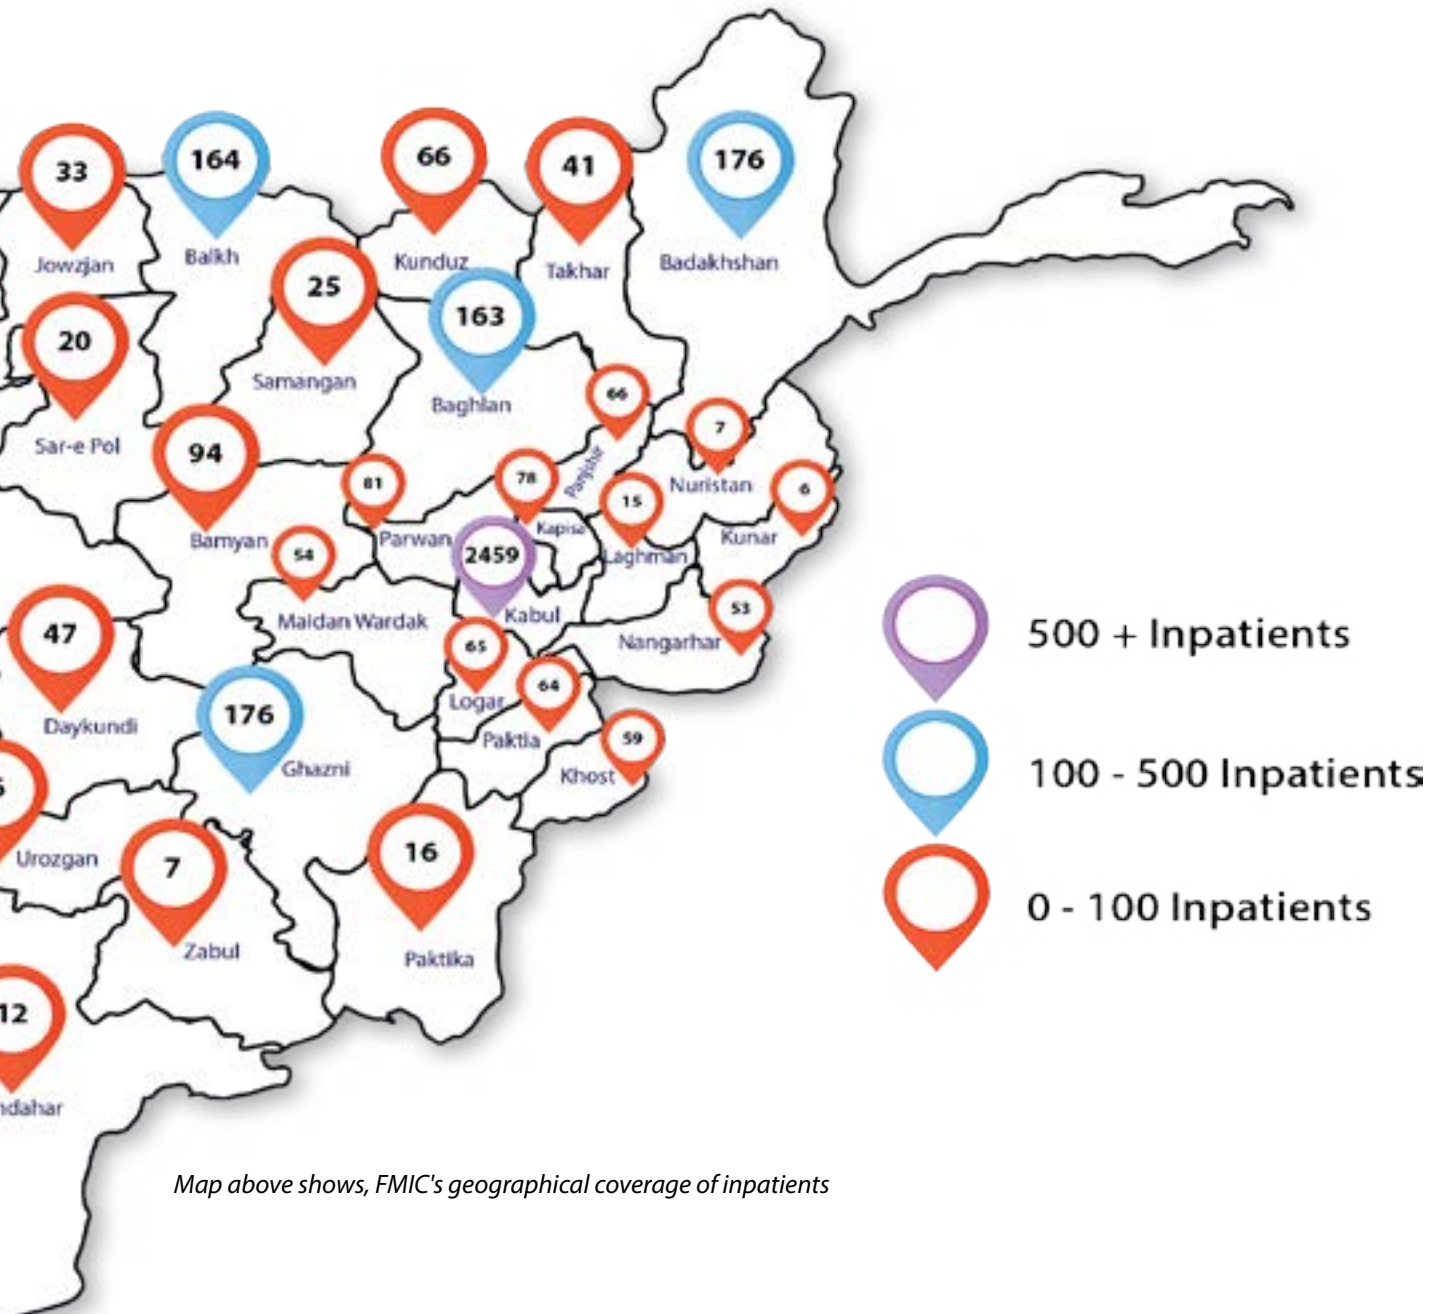 66
33
164
41
176
Jowzjan
Balkh
Kunduz
Takhar
Badakhshan
25
163
20
Samangan
Baghlan
66
7
Sar-e Pol
94
81
78
Panjshir
Nuristan
15
6
Bamyan
54
Parwan
2459
Kapisa
Laghman
Kunar
Maidan Wardak
Kabul
53
Nangarhar
47
65
Logar
64
Daykundi
176
Ghazni
Paktia
59
Khost
Urozgan
7
16
Zabul
Paktika
12
ndahar
500 + Inpatients
100 - 500 Inpatients
0 - 100 Inpatients
Map above shows, FMIC's geographical coverage of inpatients